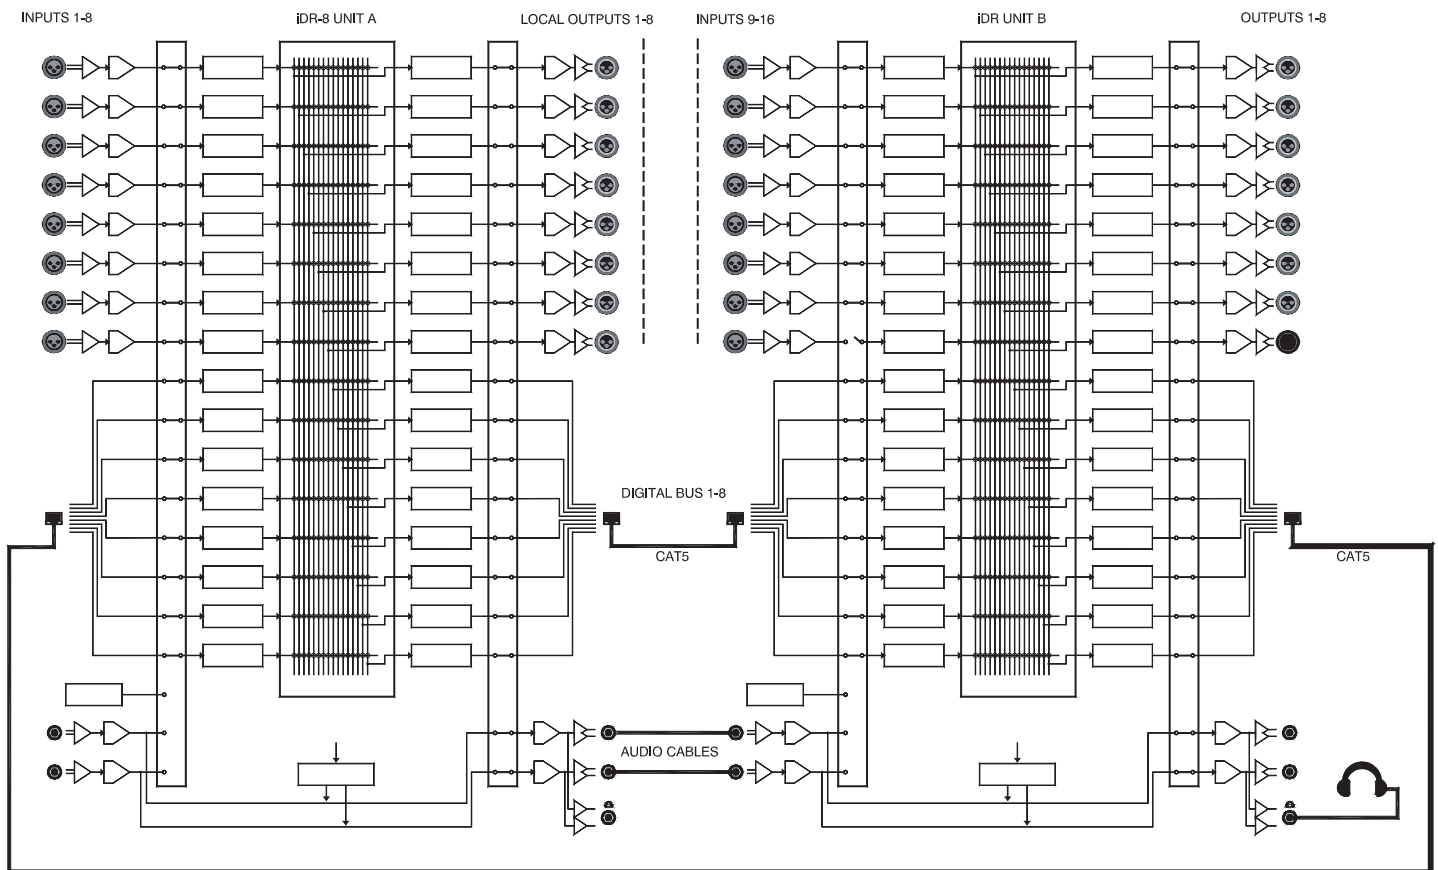 INPUTS 1-8
iDR-8 UNIT A
LOCAL OUTPUTS 1-8
INPUTS 9-16
iDR UNIT B
OUTPUTS 1-8
DIGITAL BUS 1-8
CAT5
CAT5
AUDIO CABLES